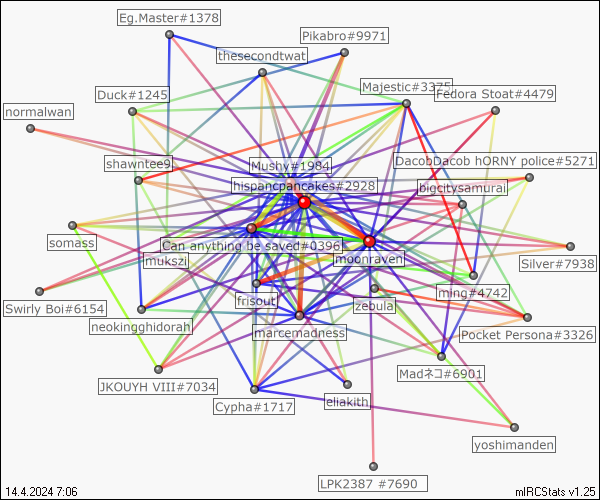 Eg.Master#1378
Pikabro#9971
thesecondtwat
Majestic#3375
Duck#1245
Fedora Stoat#4479
normalwan
shawntee9
Mushy#1984
DacobDacob hORNY police#5271
hispancpancakes#2928
bigcitysamurai
somass
Can anything be saved#0396
mukszi
moonraven
Silver#7938
Swirly Boi#6154
frisout
ming#4742
zebula
neokingghidorah
marcemadness
Pocket Persona#3326
JKOUYH VIII#7034
Madネコ#6901
Cypha#1717
eliakith
yoshimanden
LPK2387 #7690
14.4.2024 7:06
mIRCStats v1.25